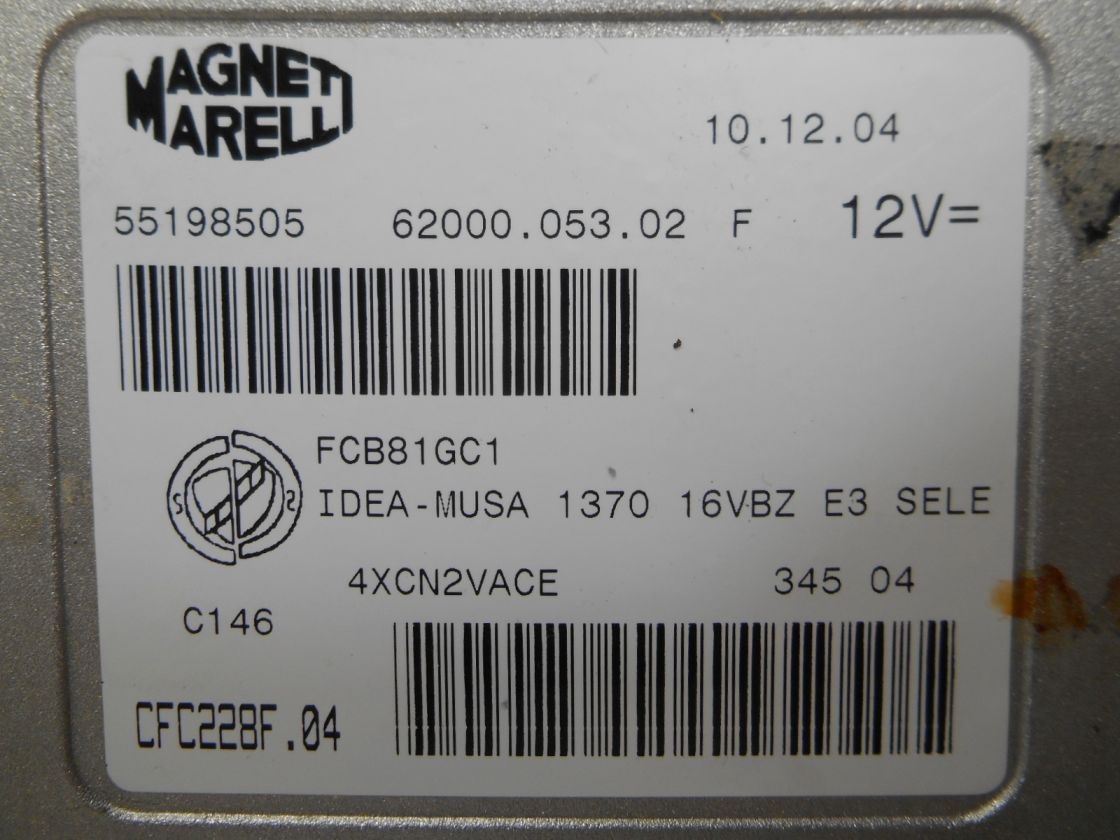 MAGNETI
MARELLI
10.12.04
55198505 62000.053.02 F 12V=
FCB81GC1
IDEA-MUSA 1370 16VBZ E3 SELE
4XCN2VACE 345 04
C146
CFC228F.04